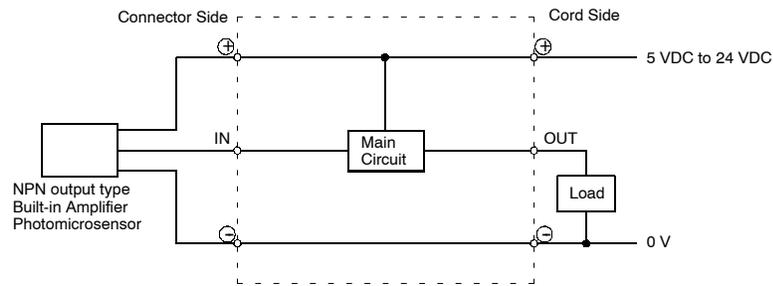 Connector Side
Cord Side
+
+
5 VDC to 24 VDC
IN
Main
Circuit
OUT
NPN output type
Built-in Amplifier
Photomicrosensor
Load
−
−
0 V